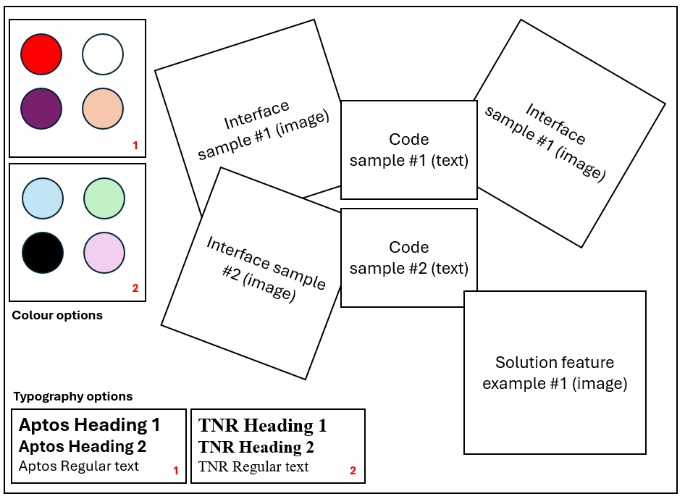 1
2
Colour options
Interface
sample #1 (image)
Code
sample #1 (text)
Interface
sample #1 (image)
Interface sample
#2 (image)
Code
sample #2 (text)
Solution feature
example #1 (image)
Typography options
Aptos Heading 1
Aptos Heading 2
Aptos Regular text
1
TNR Heading 1
TNR Heading 2
TNR Regular text
2